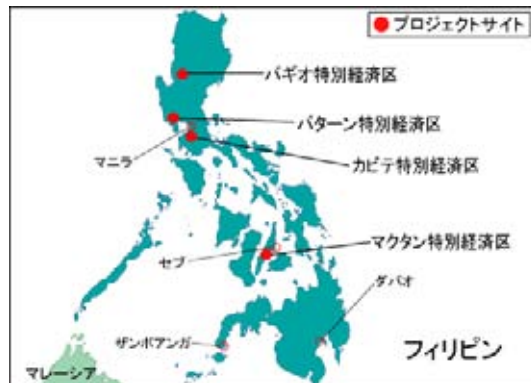 プロジェクトサイト
バギオ特別経済区
バターン特別経済区
マニラ
カビテ特別経済区
マクタン特別経済区
セブ
ダバオ
ザンボアンガ
フィリピン
マレーシア